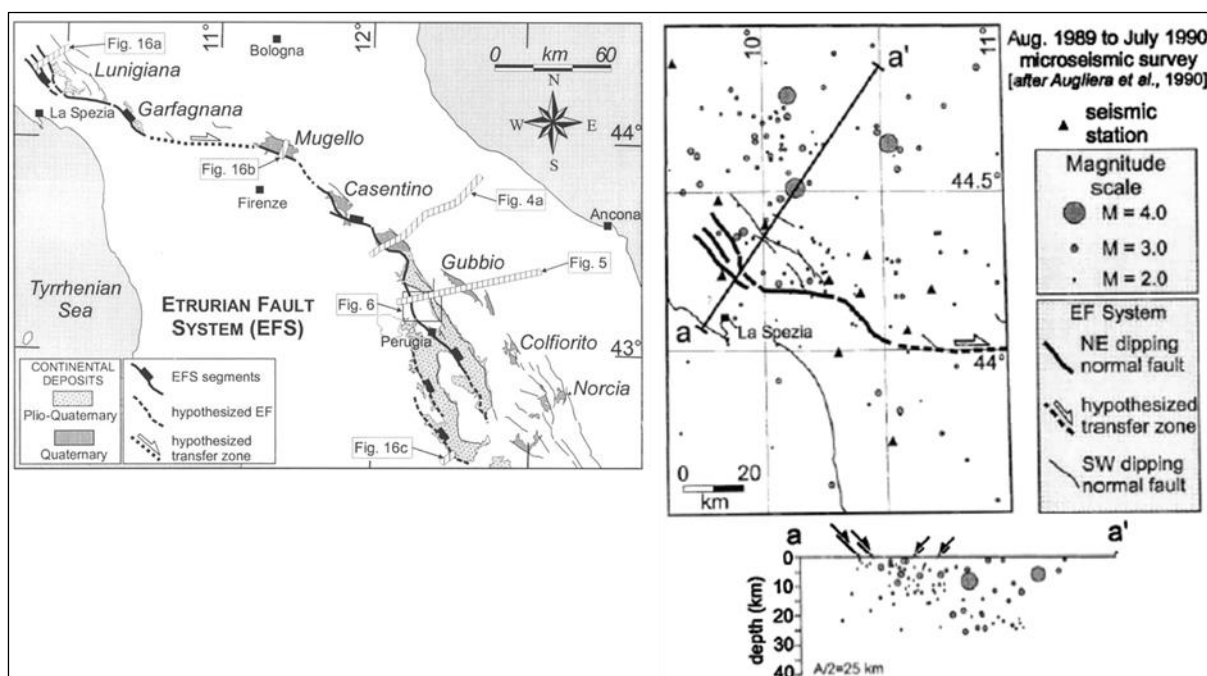 11°
12°
Fig. 16a
Bologna
0 km 60
Lunigiana
N
W E
S
La Spezia
Garfagnana
44°
Mugello
Fig. 16b
Firenze
Casentino
Fig. 4a
Ancona
Gubbio
Fig. 5
Tyrrhenian
Sea
ETRURIAN FAULT
SYSTEM (EFS)
Fig. 6
Perugia
43°
Colfiorito
Norcia
Fig. 16c
CONTINENTAL
DEPOSITS
Plio-Quaternary
Quaternary
EFS segments
hypothesized EF
hypothesized
transfer zone
10°
11°
a'
44.5°
a
La Spezia
44°
0 20
km
Aug. 1989 to July 1990
microseismic survey
[after Augliera et al., 1990]
seismic
station
Magnitude
scale
M = 4.0
M = 3.0
M = 2.0
EF System
NE dipping
normal fault
hypothesized
transfer zone
SW dipping
normal fault
a a'
0
10
20
30
40
depth (km)
A/2=25 km